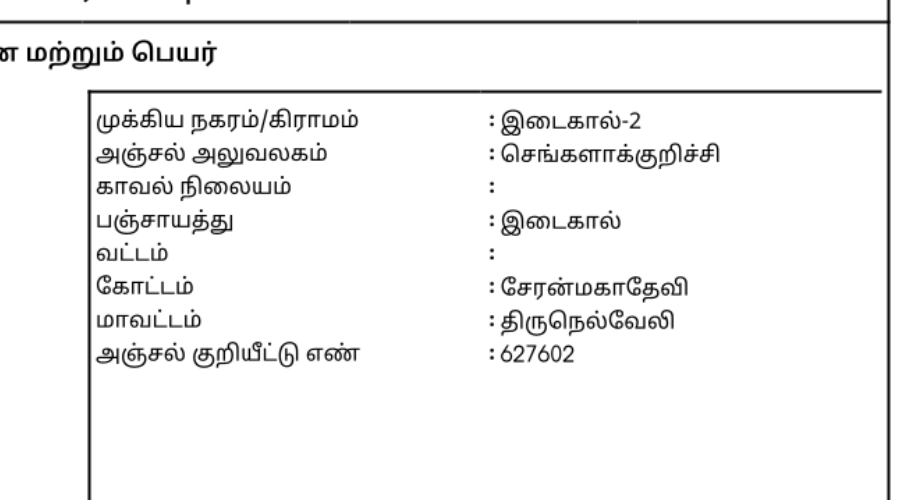 ன மற்றும் பெயர்
முக்கிய நகரம்/கிராமம் : இடைகால்-2
அஞ்சல் அலுவலகம் : செங்களாக்குறிச்சி
காவல் நிலையம் :
பஞ்சாயத்து : இடைகால்
வட்டம் :
கோட்டம் : சேரன்மகாதேவி
மாவட்டம் : திருநெல்வேலி
அஞ்சல் குறியீட்டு எண் : 627602